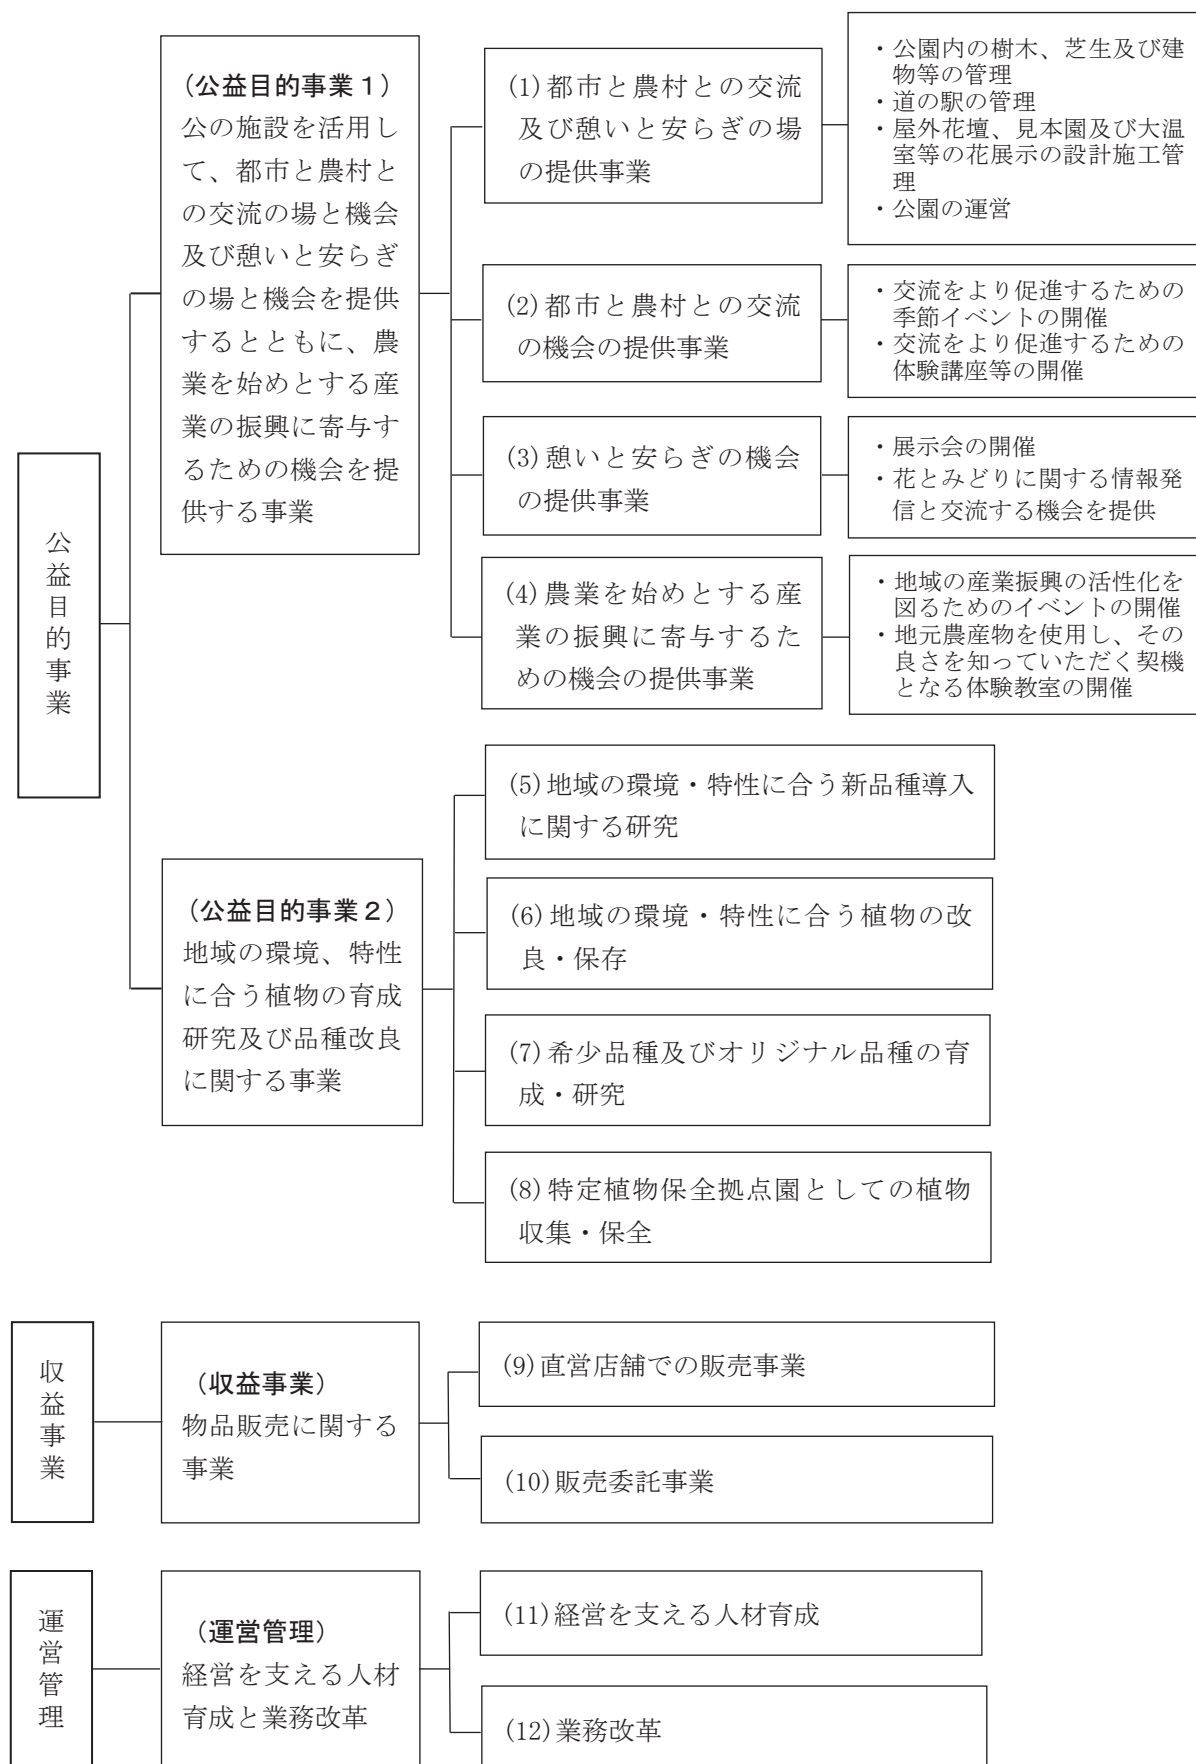 公益目的事業
（公益目的事業１）
公の施設を活用し
て、都市と農村と
の交流の場と機会
及び憩いと安らぎ
の場と機会を提供
するとともに、農
業を始めとする産
業の振興に寄与す
るための機会を提
供する事業
(1)都市と農村との交流
及び憩いと安らぎの場
の提供事業
・公園内の樹木、芝生及び建
物等の管理
・道の駅の管理
・屋外花壇、見本園及び大温
室等の花展示の設計施工管
理
・公園の運営
(2)都市と農村との交流
の機会の提供事業
・交流をより促進するための
季節イベントの開催
・交流をより促進するための
体験講座等の開催
(3)憩いと安らぎの機会
の提供事業
・展示会の開催
・花とみどりに関する情報発
信と交流する機会を提供
(4)農業を始めとする産
業の振興に寄与するた
めの機会の提供事業
・地域の産業振興の活性化を
図るためのイベントの開催
・地元農産物を使用し、その
良さを知っていただく契機
となる体験教室の開催
（公益目的事業２）
地域の環境、特性
に合う植物の育成
研究及び品種改良
に関する事業
(5)地域の環境・特性に合う新品種導入
に関する研究
(6)地域の環境・特性に合う植物の改
良・保存
(7)希少品種及びオリジナル品種の育
成・研究
(8)特定植物保全拠点園としての植物
収集・保全
収益事業
（収益事業）
物品販売に関する
事業
(9)直営店舗での販売事業
(10)販売委託事業
運営管理
（運営管理）
経営を支える人材
育成と業務改革
(11)経営を支える人材育成
(12)業務改革